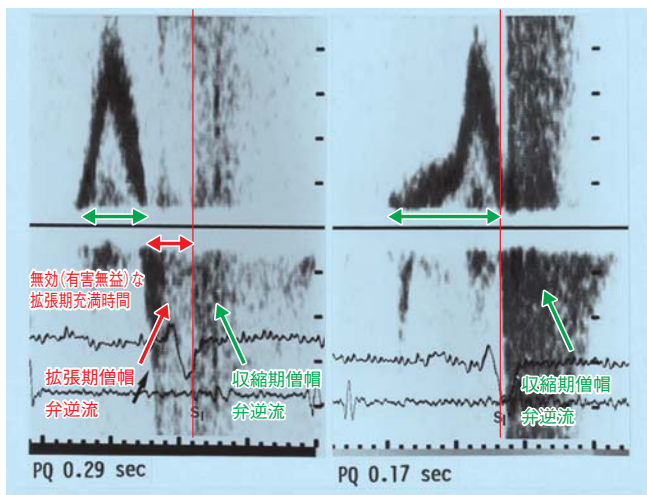 無効(有害無益)な
拡張期充満時間
拡張期僧帽
弁逆流
収縮期僧帽
弁逆流
S₁
PQ 0.29 sec
収縮期僧帽
弁逆流
S₁
PQ 0.17 sec